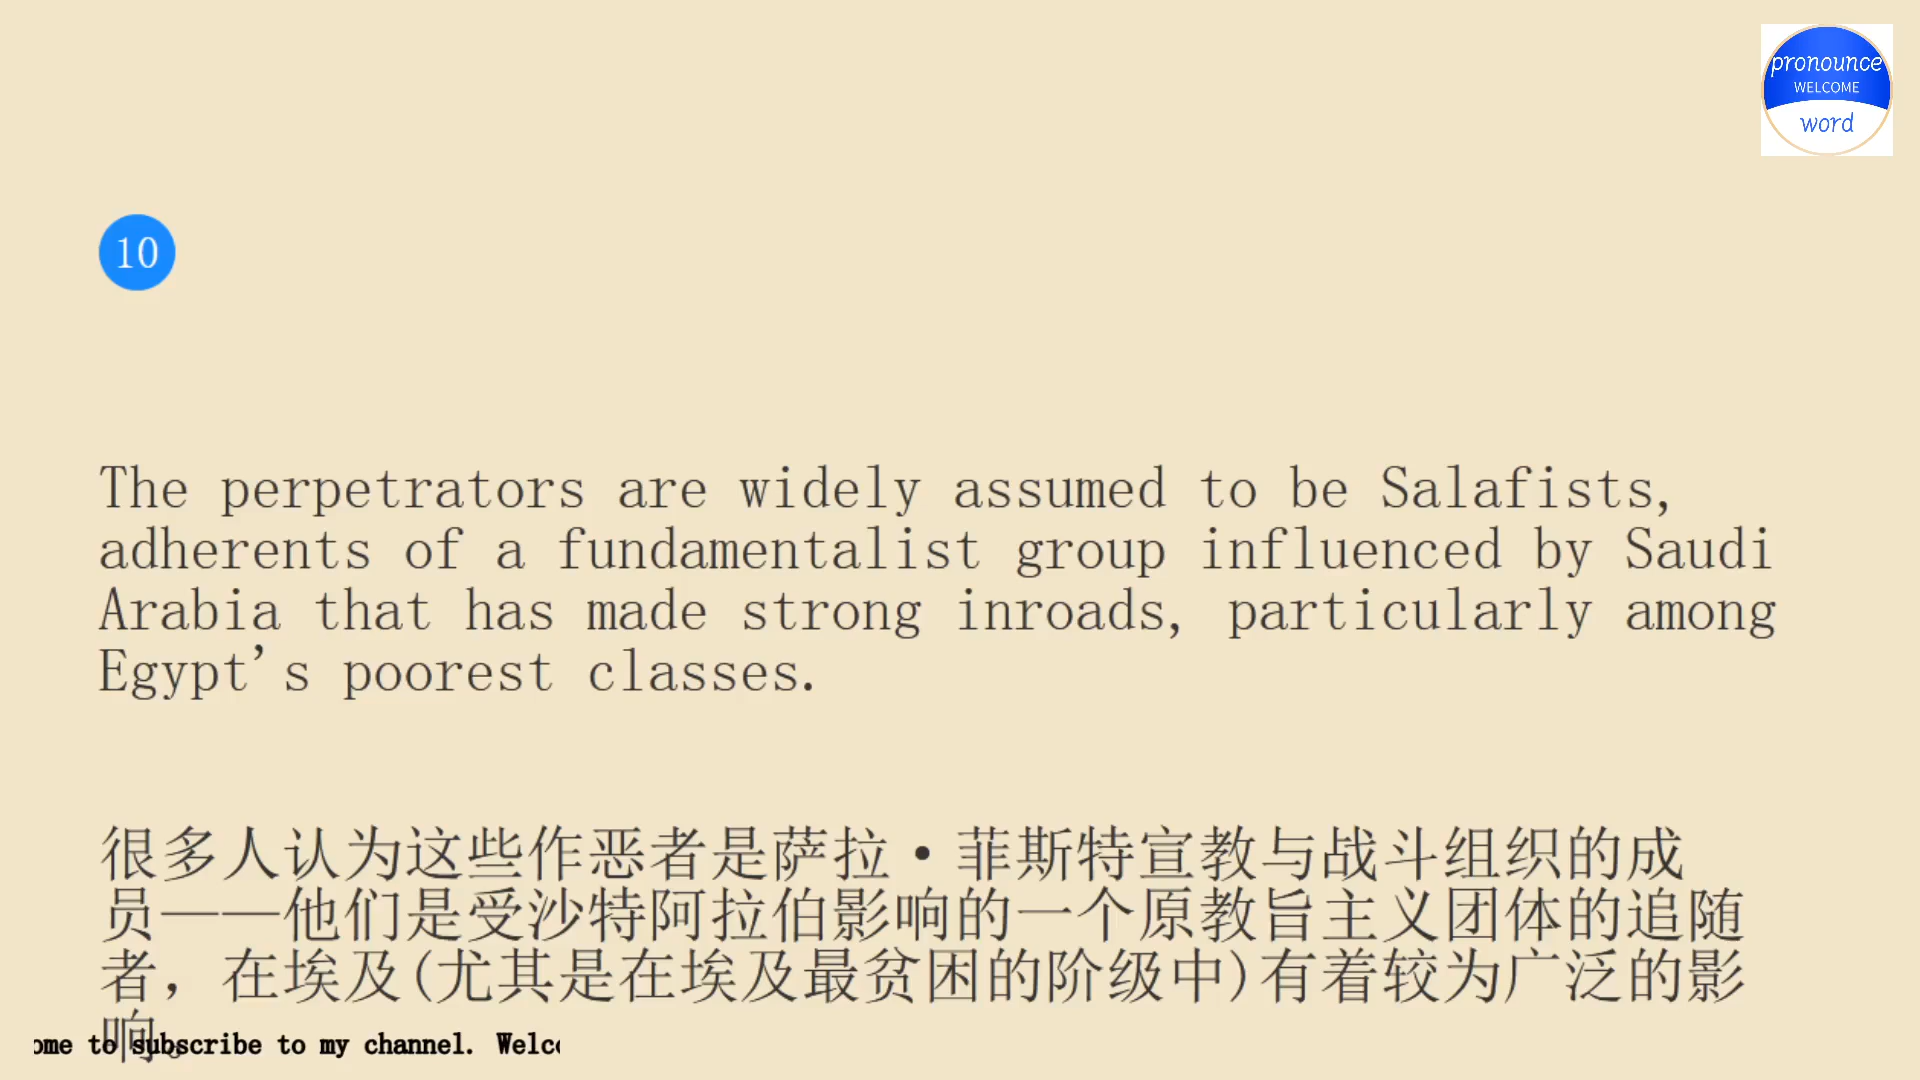 pronounce
WELCOME
word
10
The perpetrators are widely assumed to be Salafists,
adherents of a fundamentalist group influenced by Saudi
Arabia that has made strong inroads, particularly among
Egypt's poorest classes.
很多人认为这些作恶者是萨拉·菲斯特宣教与战斗组织的成
员——他们是受沙特阿拉伯影响的一个原教旨主义团体的追随
者，在埃及(尤其是在埃及最贫困的阶级中)有着较为广泛的影
响。
ome to subscribe to my channel. Welc